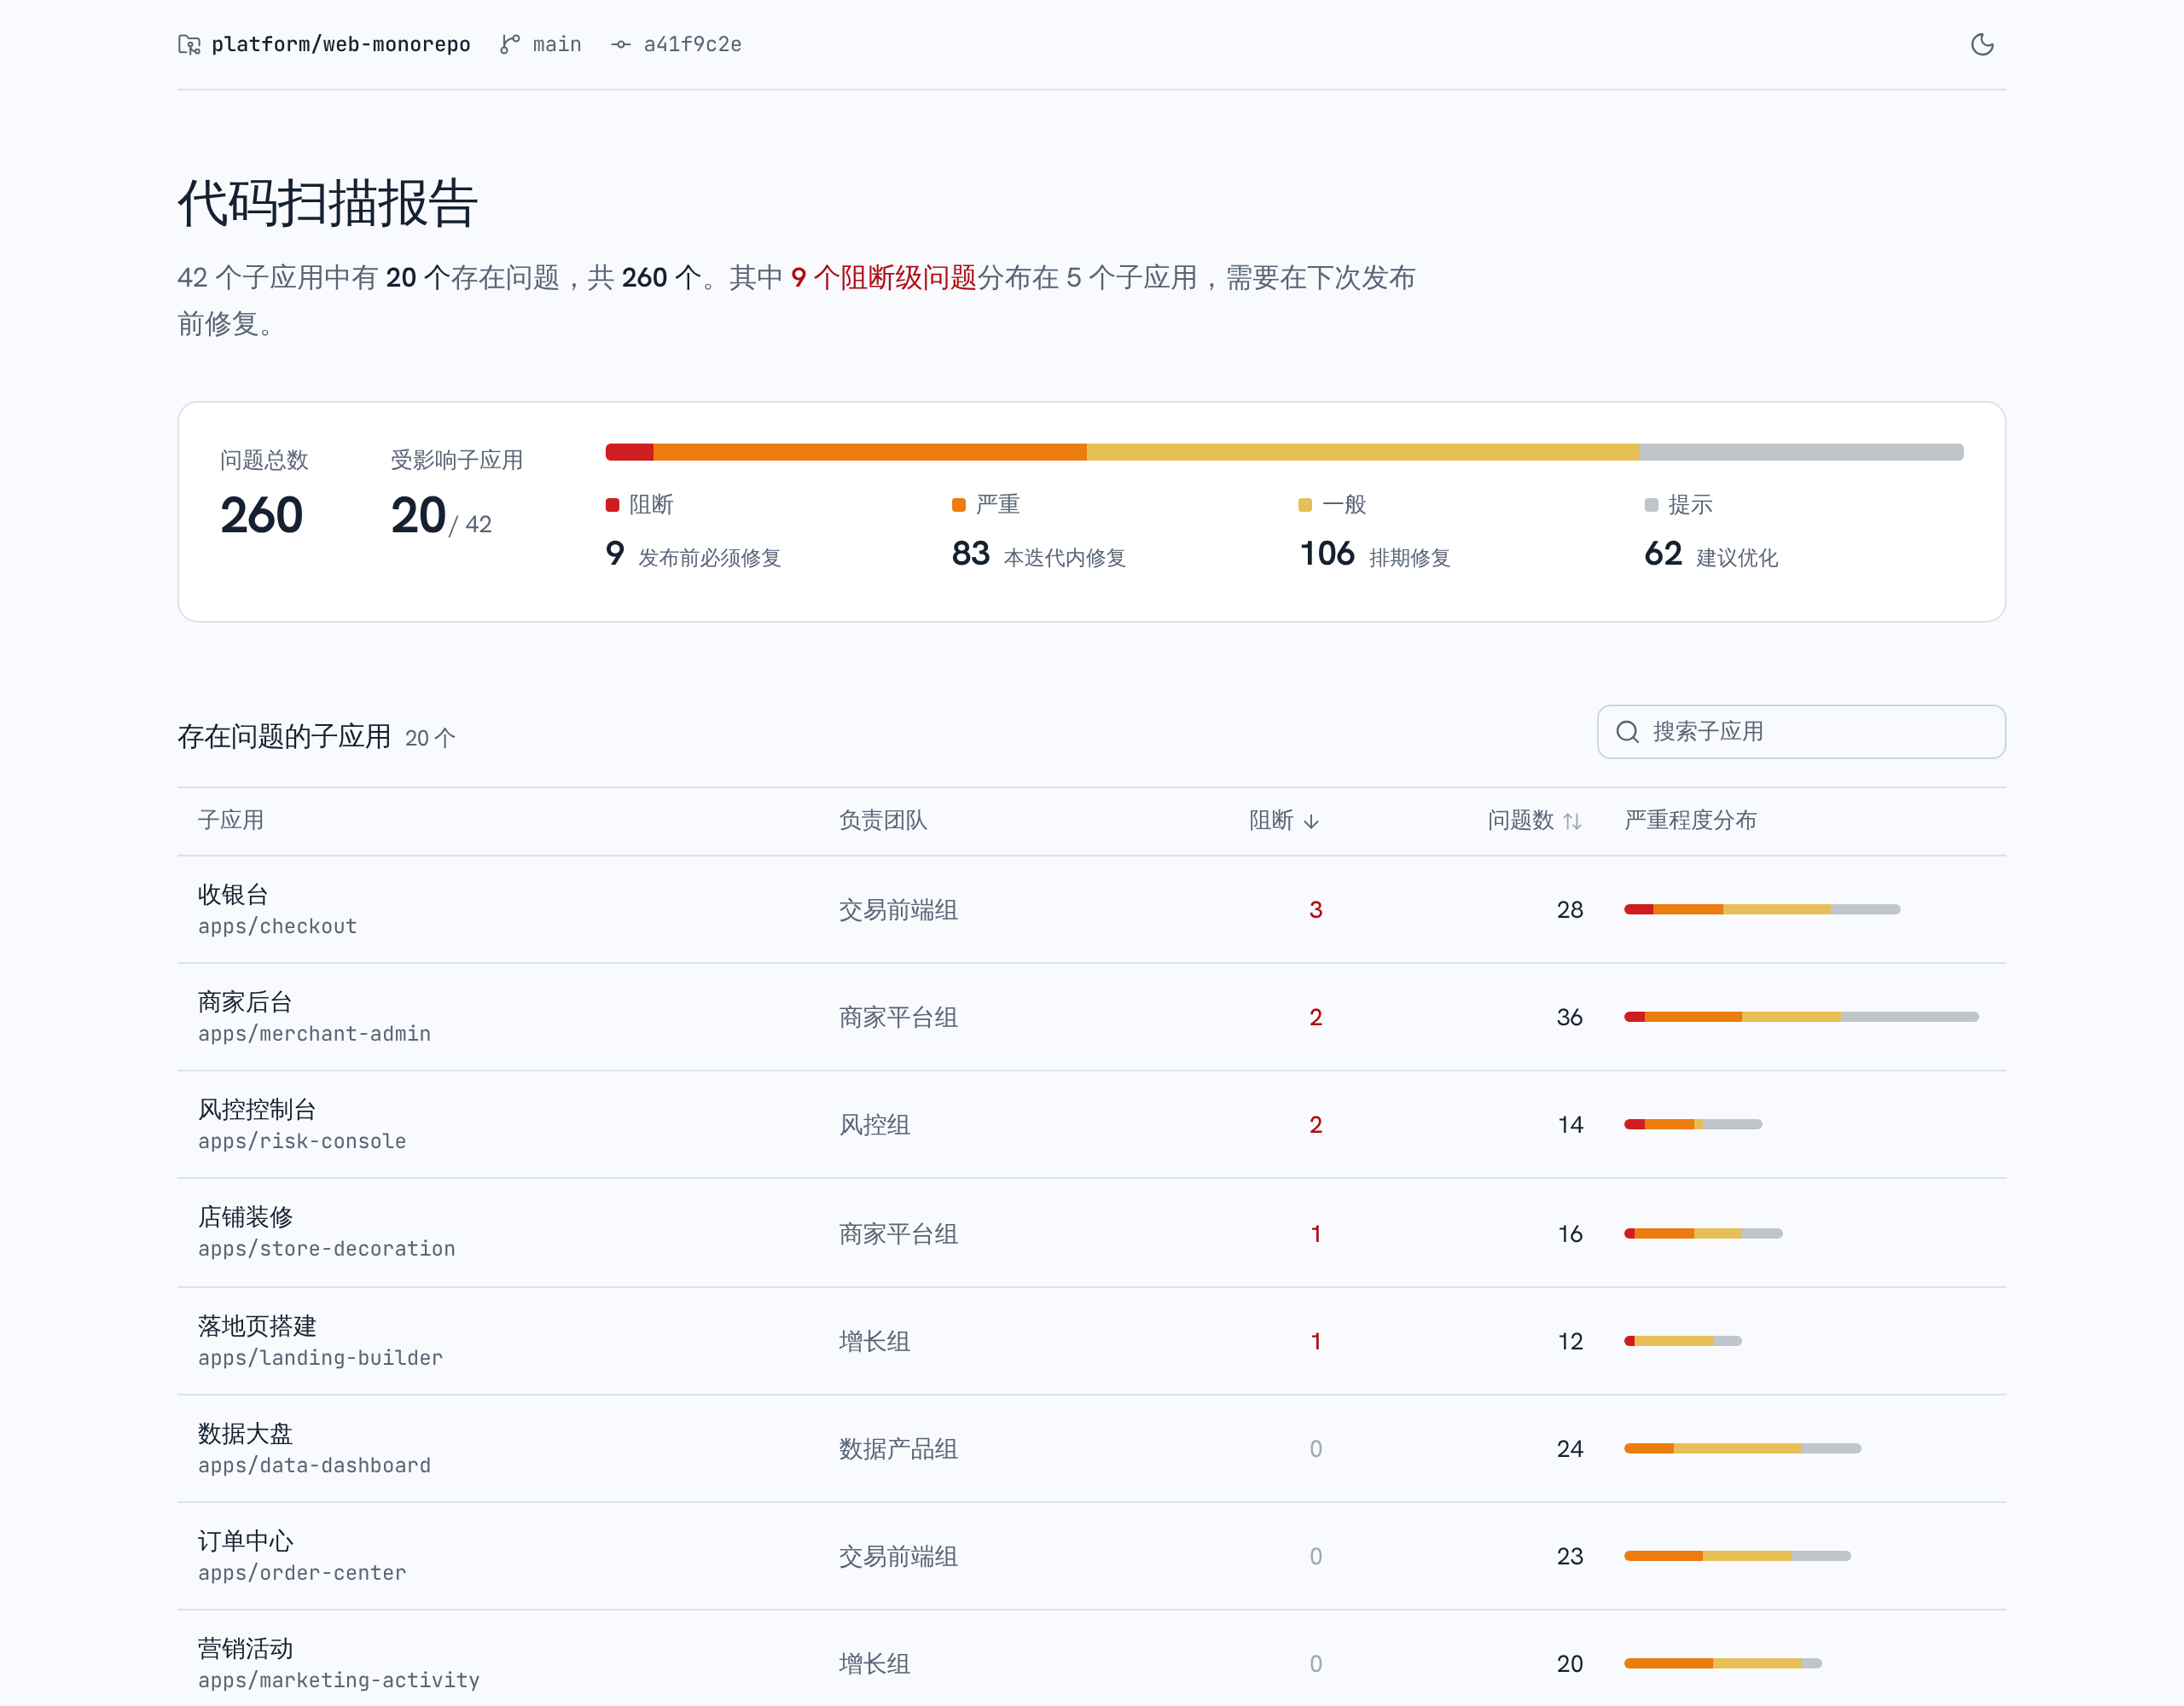 platform/web-monorepo main a41f9c2e
代码扫描报告
42 个子应用中有 20 个存在问题，共 260 个。其中 9 个阻断级问题分布在 5 个子应用，需要在下次发布
前修复。
问题总数 受影响子应用
260 20 / 42
阻断 严重 一般 提示
9 发布前必须修复 83 本迭代内修复 106 排期修复 62 建议优化
存在问题的子应用 20 个 搜索子应用
子应用 负责团队 阻断 问题数 严重程度分布
收银台
apps/checkout 交易前端组 3 28
商家后台
apps/merchant-admin 商家平台组 2 36
风控控制台
apps/risk-console 风控组 2 14
店铺装修
apps/store-decoration 商家平台组 1 16
落地页搭建
apps/landing-builder 增长组 1 12
数据大盘
apps/data-dashboard 数据产品组 0 24
订单中心
apps/order-center 交易前端组 0 23
营销活动
apps/marketing-activity 增长组 0 20